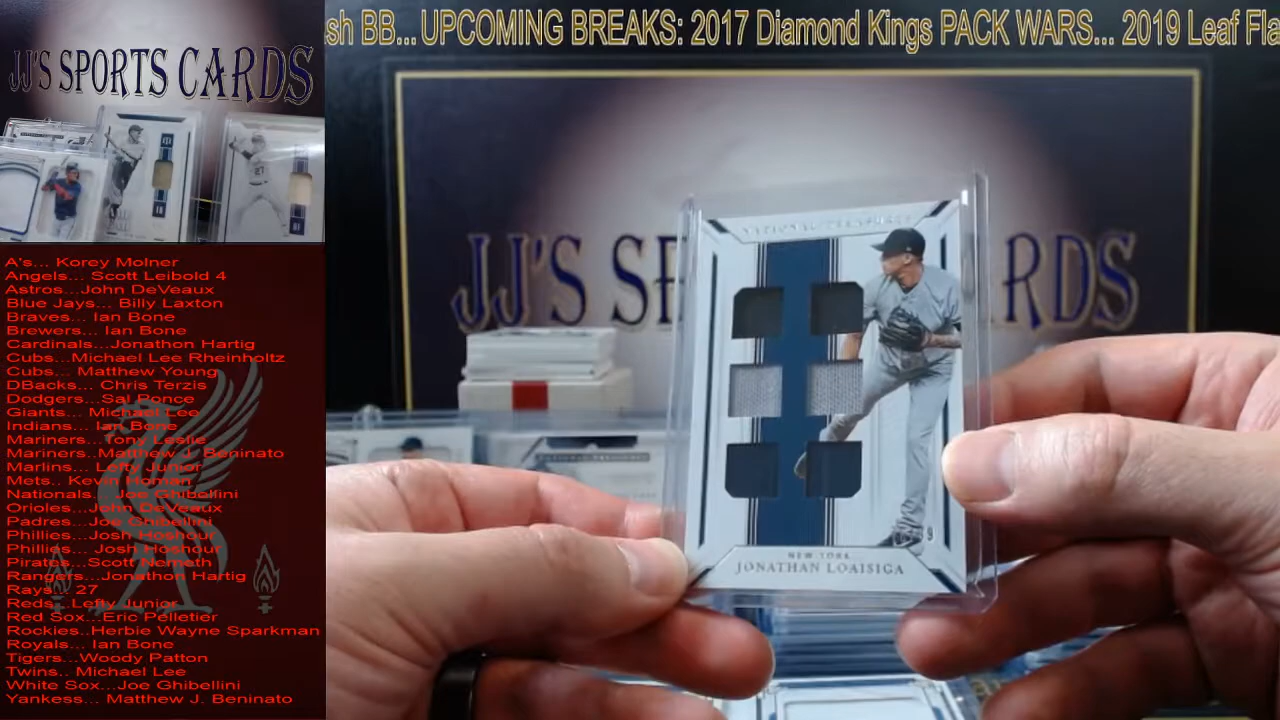 sh BB... UPCOMING BREAKS: 2017 Diamond Kings PACK WARS... 2019 Leaf Fla
JJ'S SPORTS CARDS
27
A's... Korey Molner
Angels... Scott Leibold 4
Astros...John DeVeaux
Blue Jays... Billy Laxton
Braves... Ian Bone
Brewers... Ian Bone
Cardinals...Jonathon Hartig
Cubs...Michael Lee Rheinholtz
Cubs... Matthew Young
DBacks... Chris Terzis
Dodgers...Sal Ponce
Giants... Michael Lee
Indians... Ian Bone
Mariners...Tony Leslie
Mariners..Matthew J. Beninato
Marlins... Lefty Junior
Mets.. Kevin Homan
Nationals... Joe Ghibellini
Orioles...John DeVeaux
Padres...Joe Ghibellini
Phillies...Josh Hoshour
Phillies... Josh Hoshour
Pirates...Scott Nemeth
Rangers...Jonathon Hartig
Rays... 27
Reds...Lefty Junior
Red Sox...Eric Pelletier
Rockies..Herbie Wayne Sparkman
Royals... Ian Bone
Tigers...Woody Patton
Twins.. Michael Lee
White Sox...Joe Ghibellini
Yankess... Matthew J. Beninato
JJ'S SP RDS
NATIONAL TREASURES
NEW YORK
JONATHAN LOAISIGA